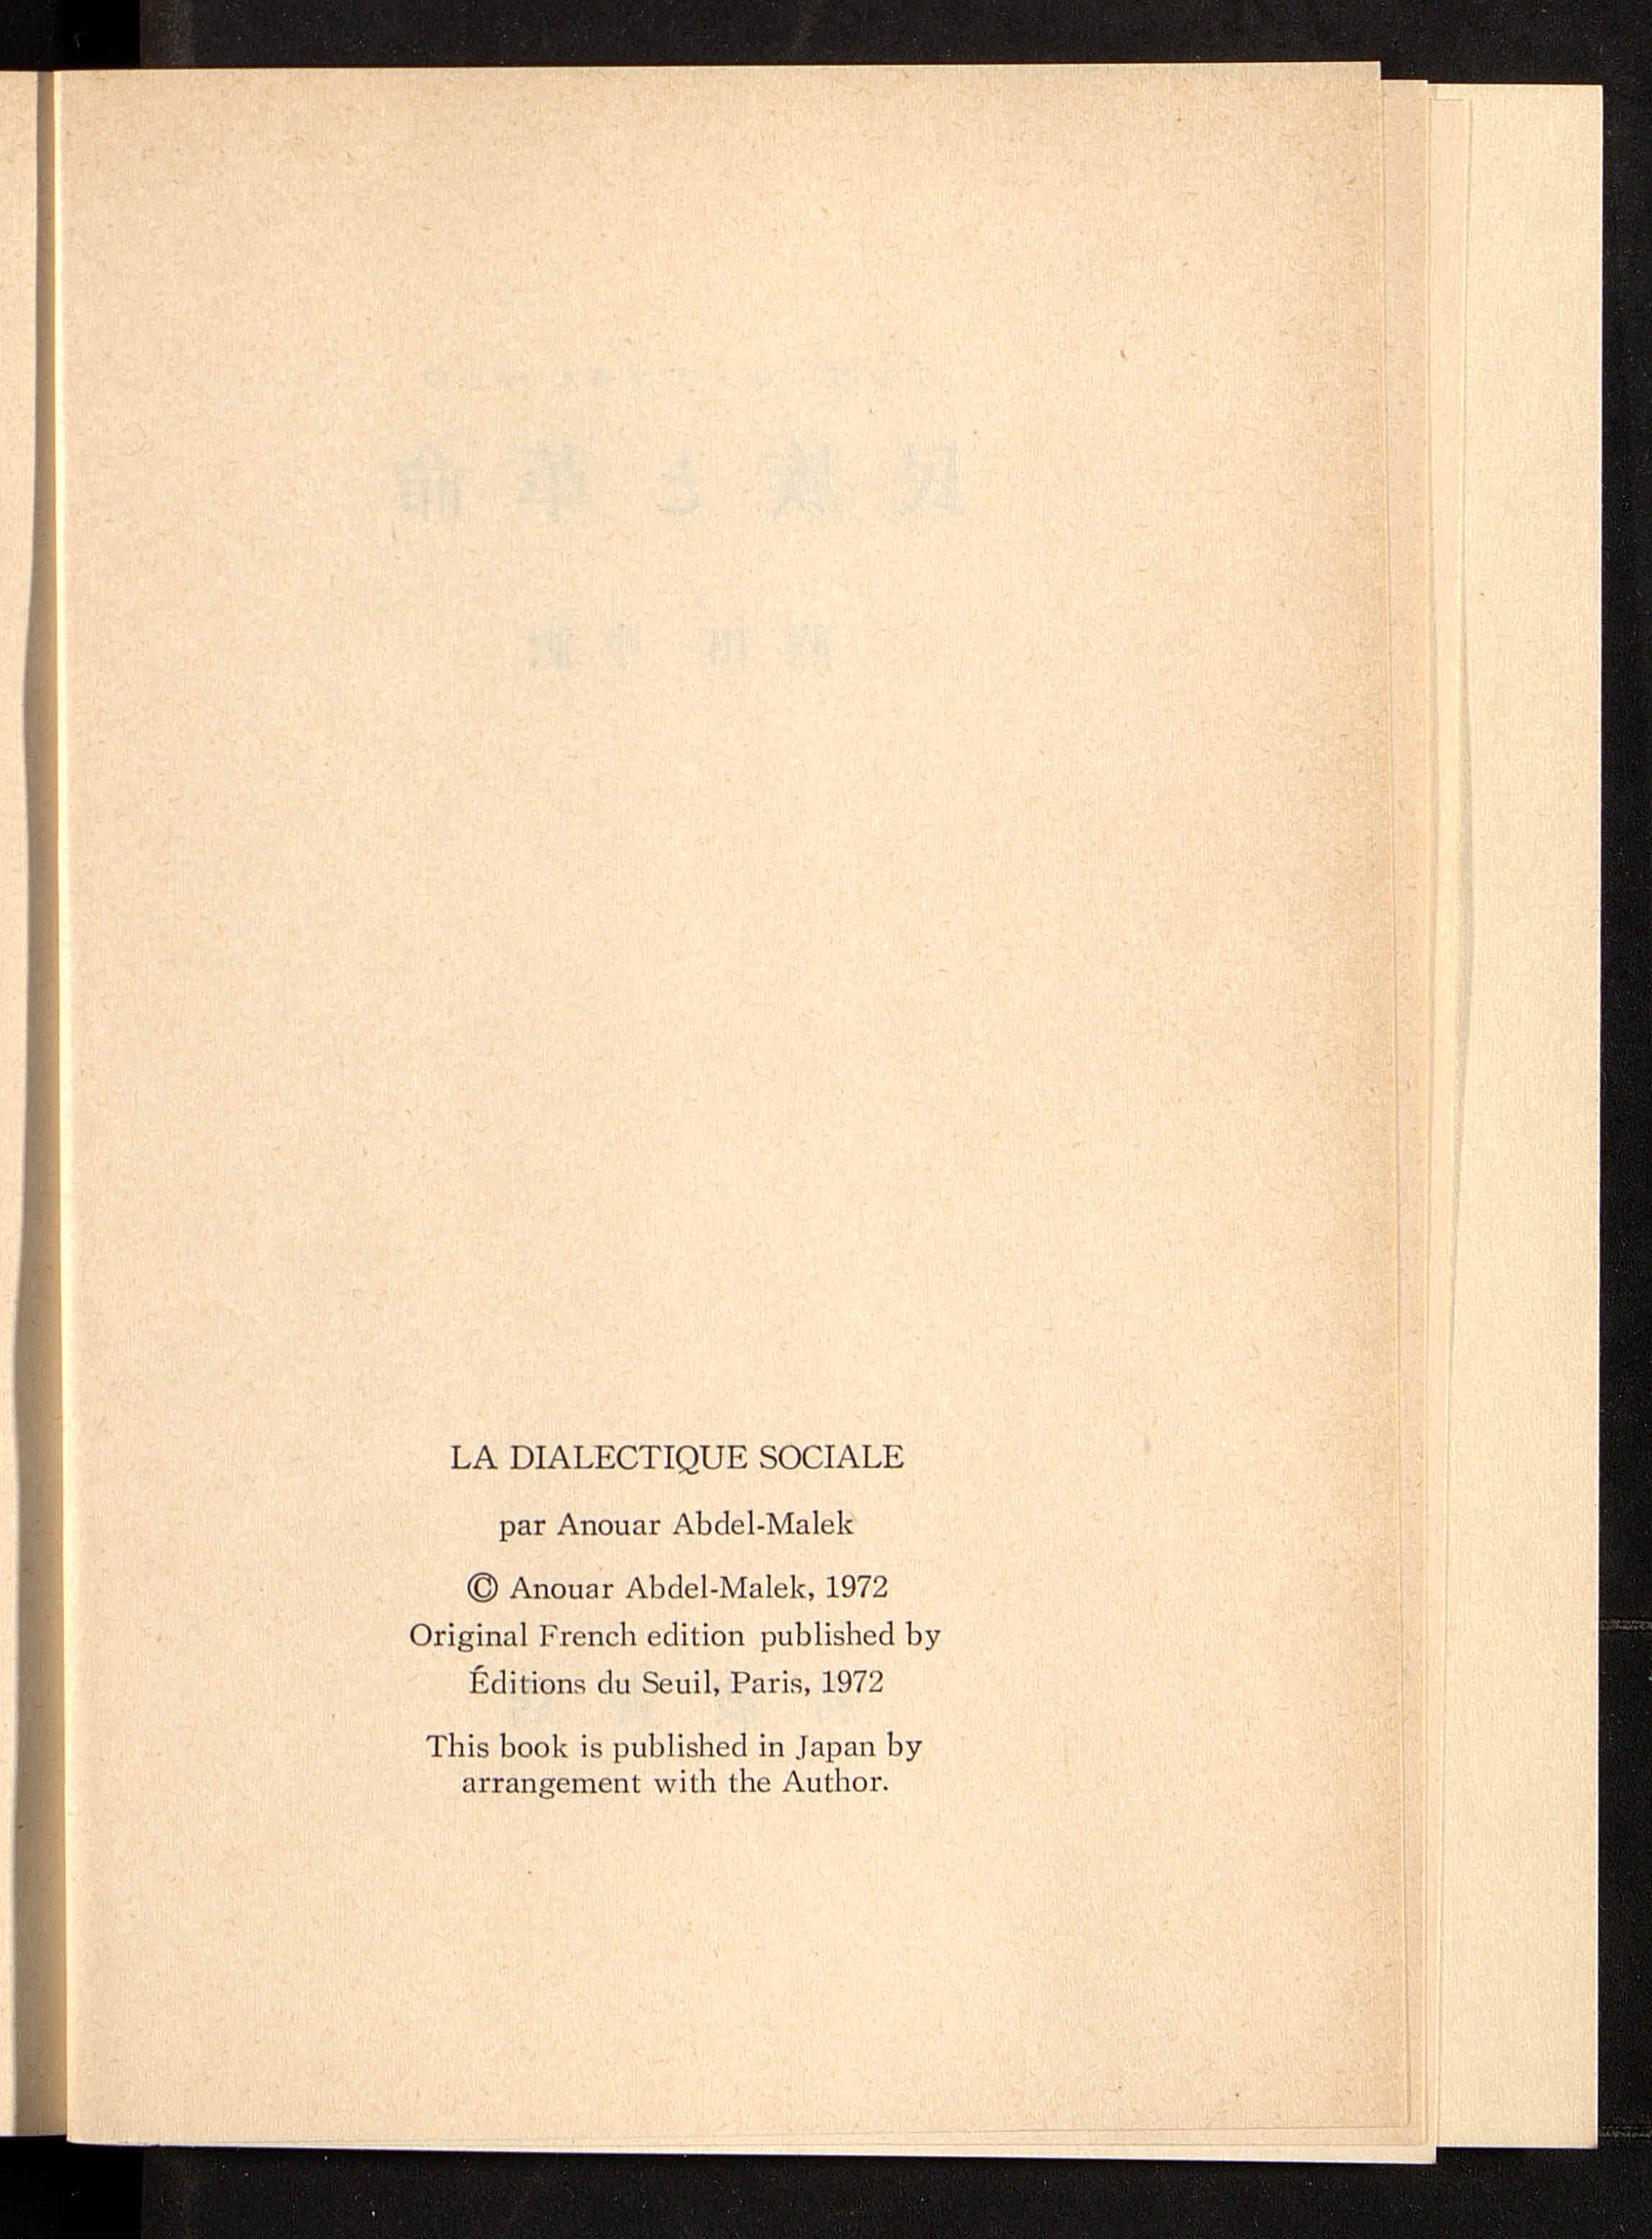 LA DIALECTIQUE SOCIALE
par Anouar Abdel-Malek
© Anouar Abdel-Malek, 1972
Original French edition published by
Éditions du Seuil, Paris, 1972
This book is published in Japan by
arrangement with the Author.